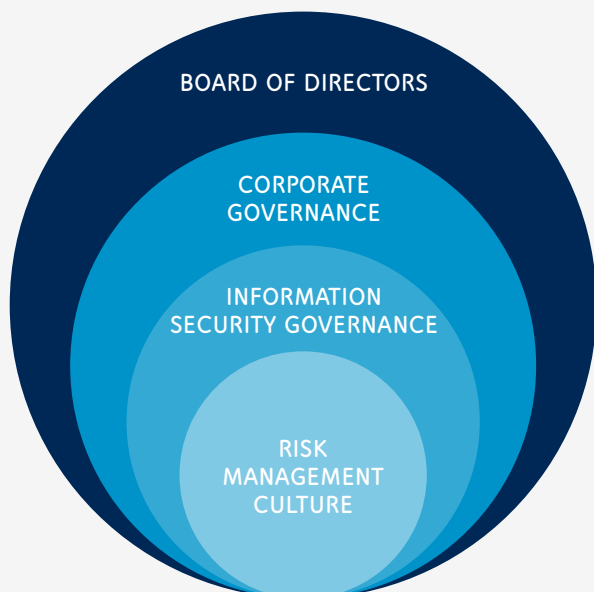 BOARD OF DIRECTORS
CORPORATE
GOVERNANCE
INFORMATION
SECURITY GOVERNANCE
RISK
MANAGEMENT
CULTURE